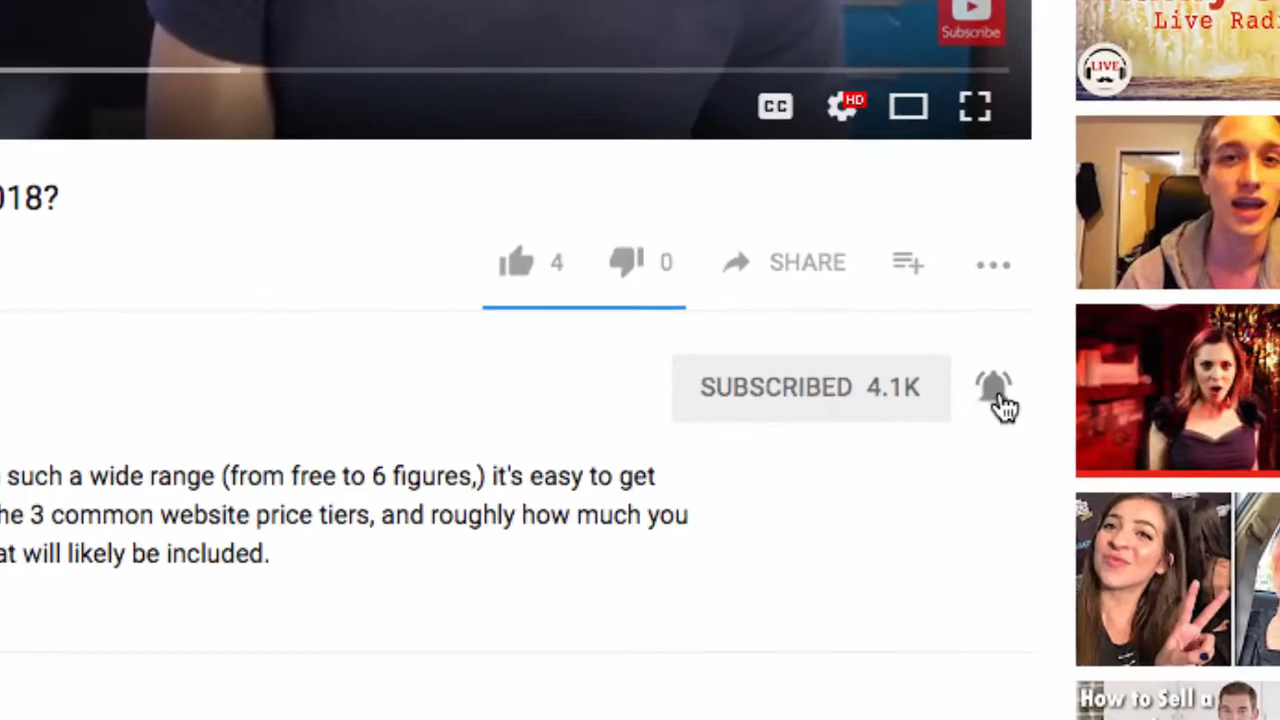 Subscribe
Live Radi
LIVE
CC
HD
018?
4
0
SHARE
SUBSCRIBED 4.1K
such a wide range (from free to 6 figures,) it's easy to get
he 3 common website price tiers, and roughly how much you
at will likely be included.
How to Sell a